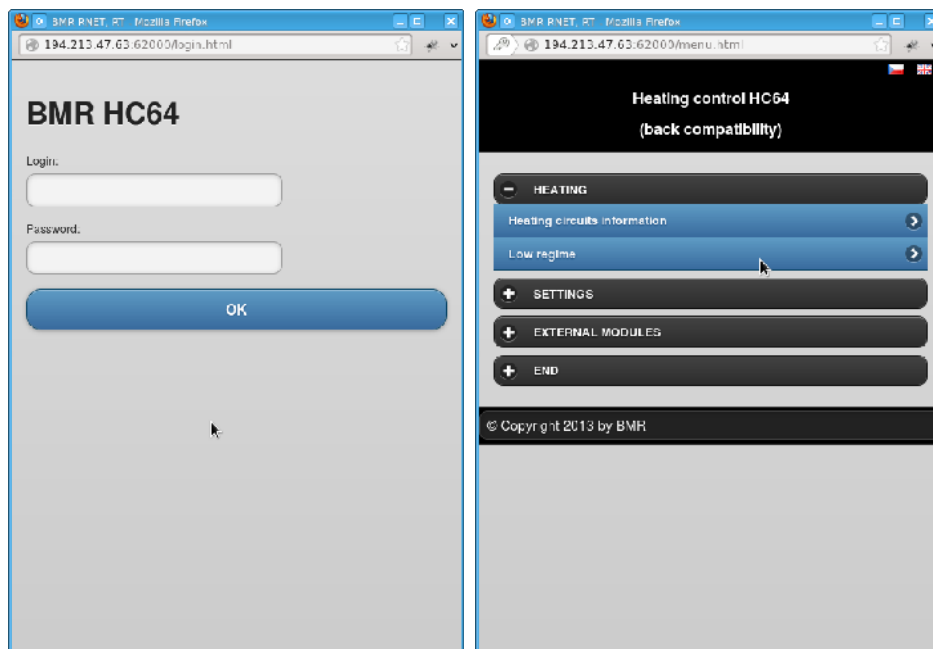 BMR RNET, RT - Mozilla Firefox
194.213.47.63:62000/login.html
BMR HC64
Login:
Password:
OK
BMR RNET, RT - Mozilla Firefox
194.213.47.63:62000/menu.html
Heating control HC64
(back compatibility)
HEATING
Heating circuits information
Low regime
SETTINGS
EXTERNAL MODULES
END
© Copyright 2013 by BMR